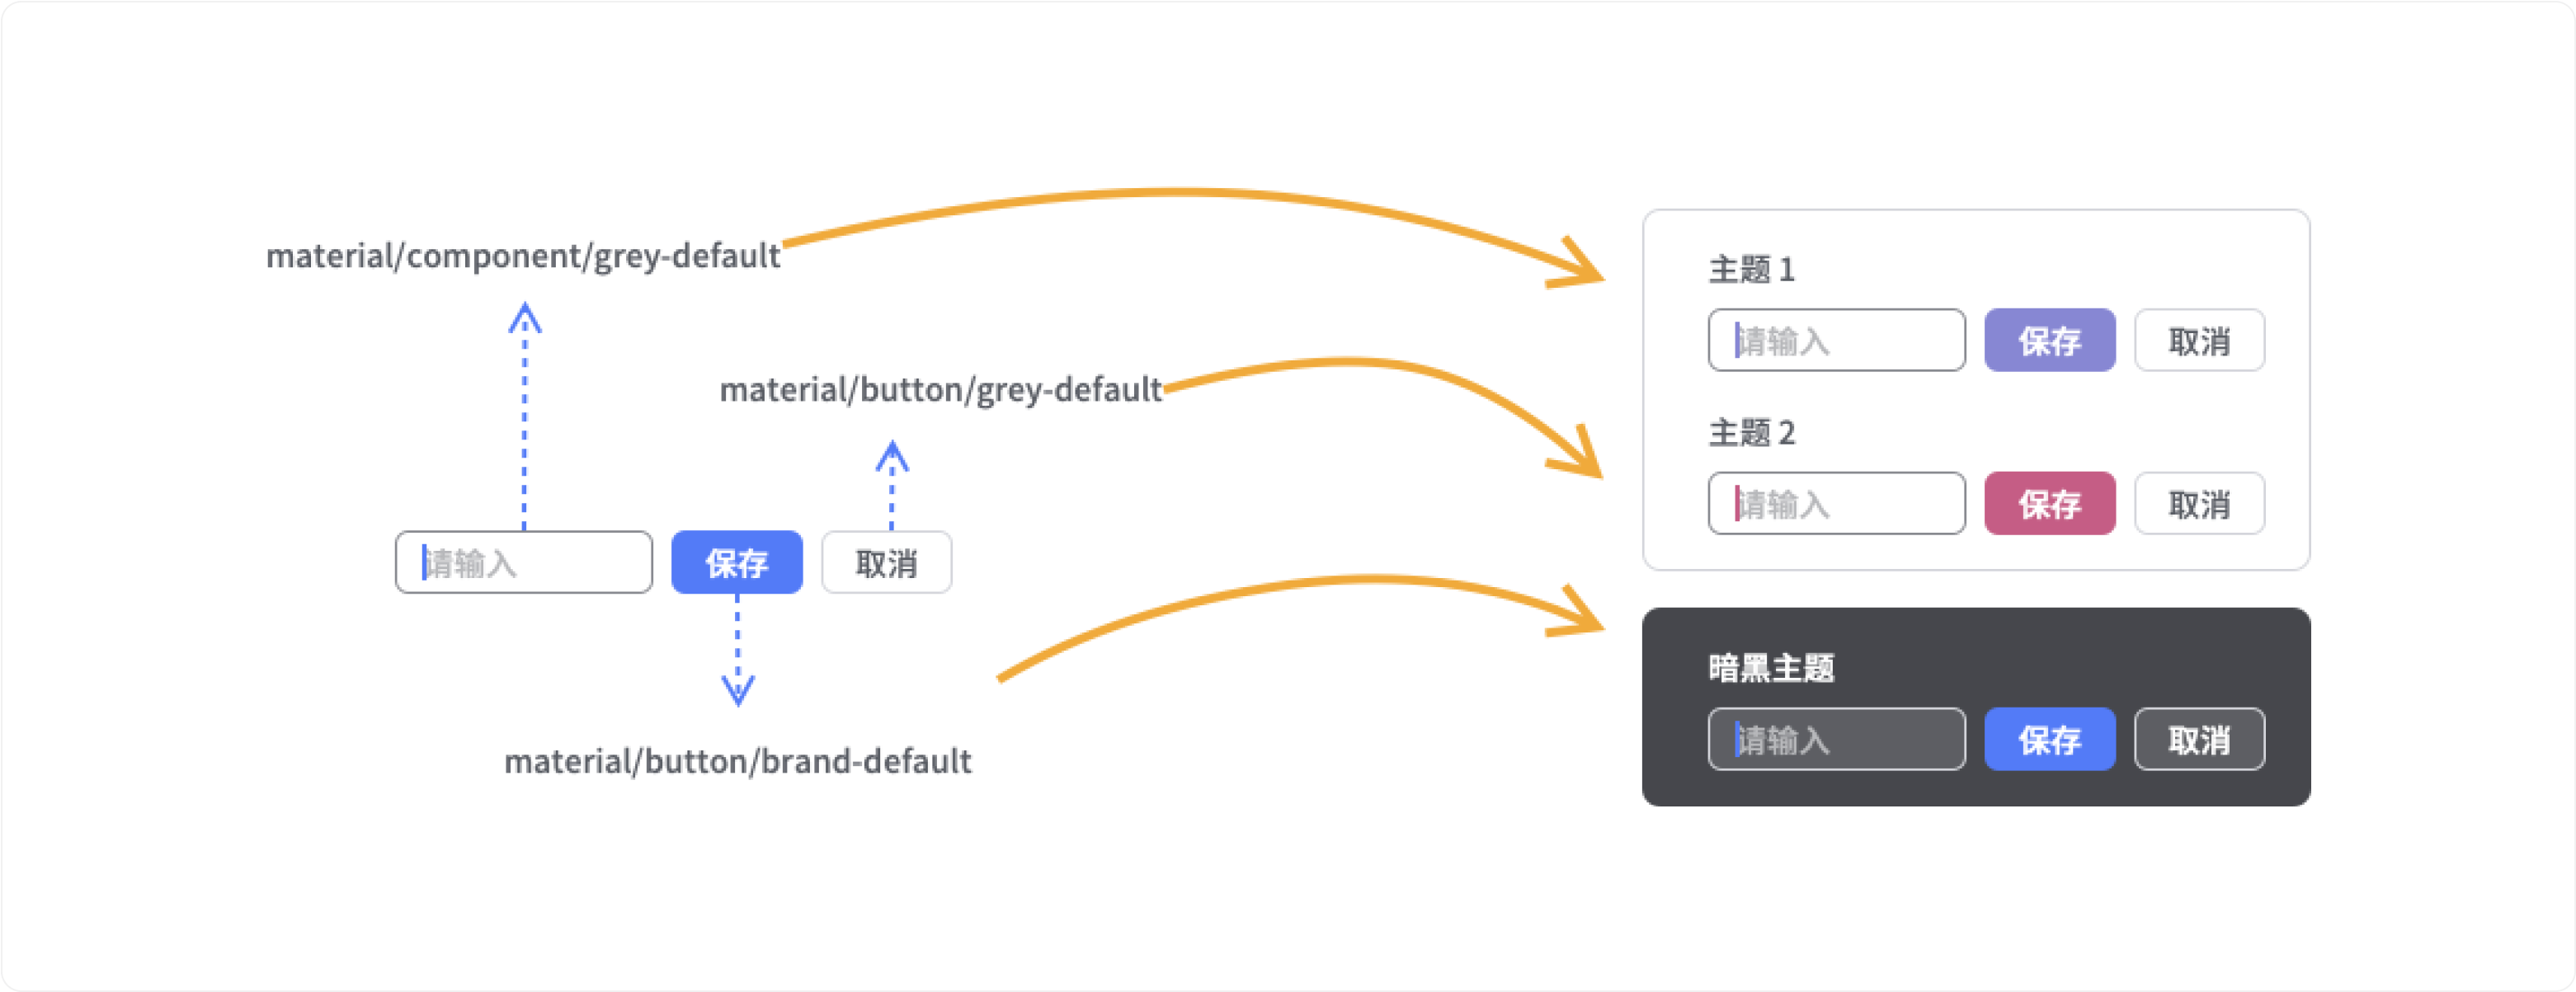 material/component/grey-default
material/button/grey-default
请输入 保存 取消
material/button/brand-default
主题 1
请输入 保存 取消
主题 2
请输入 保存 取消
暗黑主题
请输入 保存 取消